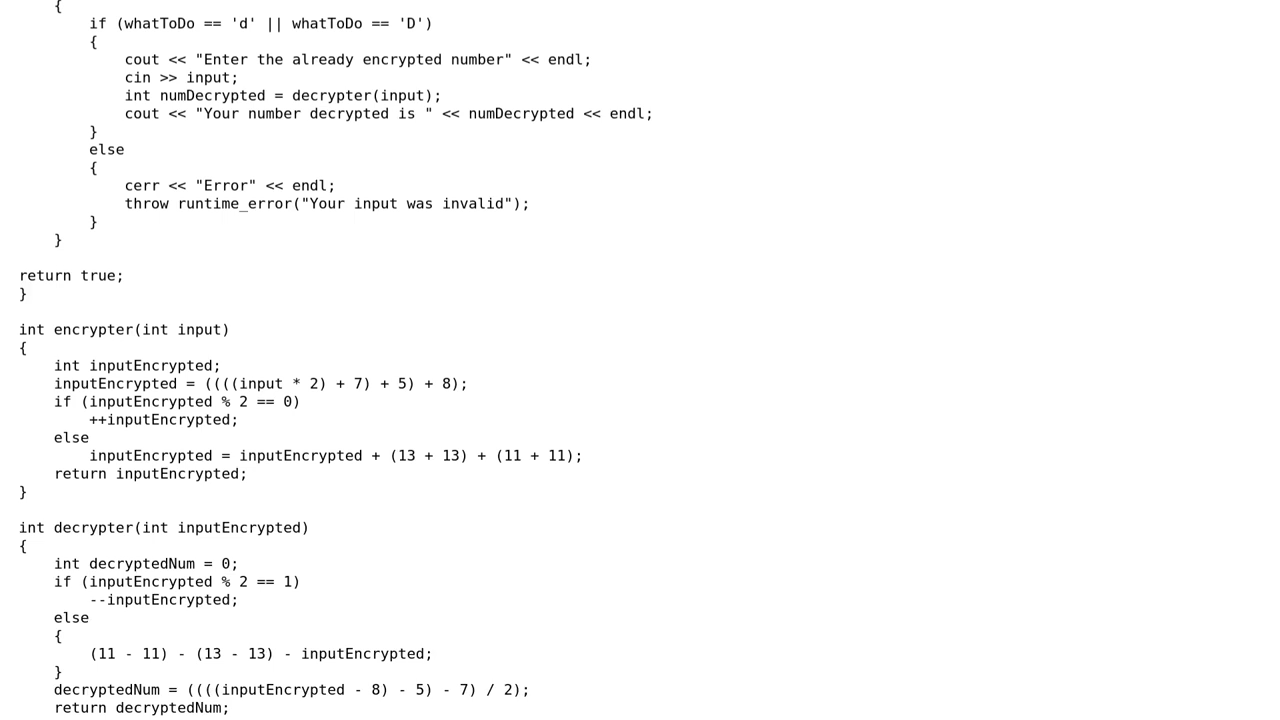 {
        if (whatToDo == 'd' || whatToDo == 'D')
        {
            cout << "Enter the already encrypted number" << endl;
            cin >> input;
            int numDecrypted = decrypter(input);
            cout << "Your number decrypted is " << numDecrypted << endl;
        }
        else
        {
            cerr << "Error" << endl;
            throw runtime_error("Your input was invalid");
        }
    }

return true;
}

int encrypter(int input)
{
    int inputEncrypted;
    inputEncrypted = ((((input * 2) + 7) + 5) + 8);
    if (inputEncrypted % 2 == 0)
        ++inputEncrypted;
    else
        inputEncrypted = inputEncrypted + (13 + 13) + (11 + 11);
    return inputEncrypted;
}

int decrypter(int inputEncrypted)
{
    int decryptedNum = 0;
    if (inputEncrypted % 2 == 1)
        --inputEncrypted;
    else
    {
        (11 - 11) - (13 - 13) - inputEncrypted;
    }
    decryptedNum = ((((inputEncrypted - 8) - 5) - 7) / 2);
    return decryptedNum;